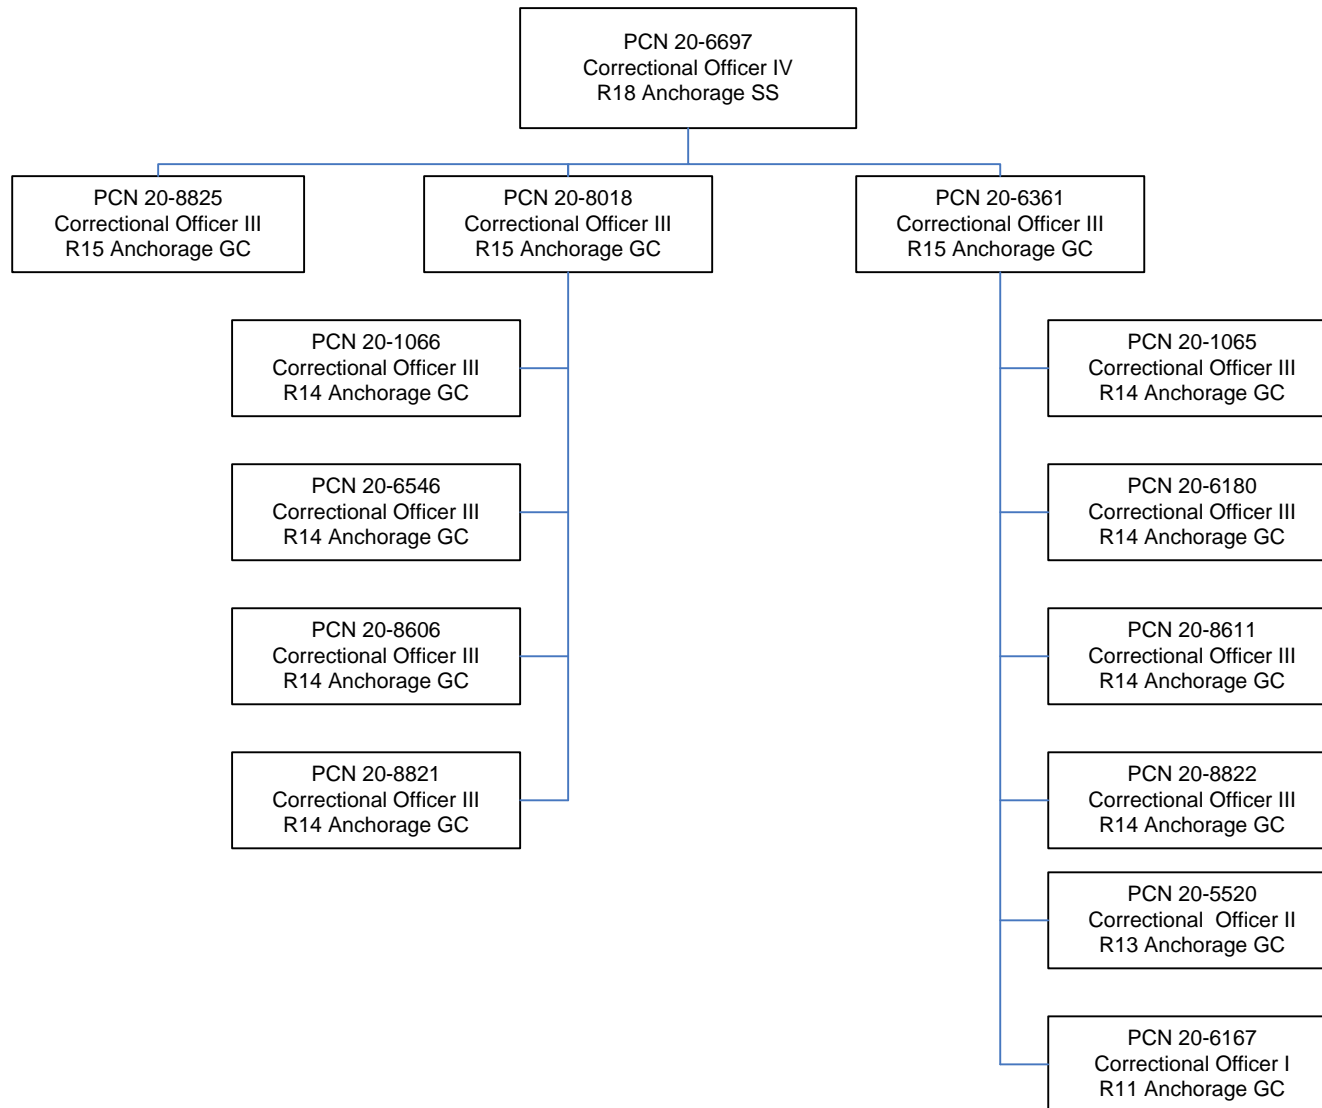 PCN 20-6697
Correctional Officer IV
R18 Anchorage SS
PCN 20-8825
Correctional Officer III
R15 Anchorage GC
PCN 20-8018
Correctional Officer III
R15 Anchorage GC
PCN 20-6361
Correctional Officer III
R15 Anchorage GC
PCN 20-1066
Correctional Officer III
R14 Anchorage GC
PCN 20-6546
Correctional Officer III
R14 Anchorage GC
PCN 20-8606
Correctional Officer III
R14 Anchorage GC
PCN 20-8821
Correctional Officer III
R14 Anchorage GC
PCN 20-1065
Correctional Officer III
R14 Anchorage GC
PCN 20-6180
Correctional Officer III
R14 Anchorage GC
PCN 20-8611
Correctional Officer III
R14 Anchorage GC
PCN 20-8822
Correctional Officer III
R14 Anchorage GC
PCN 20-5520
Correctional  Officer II
R13 Anchorage GC
PCN 20-6167
Correctional Officer I
R11 Anchorage GC